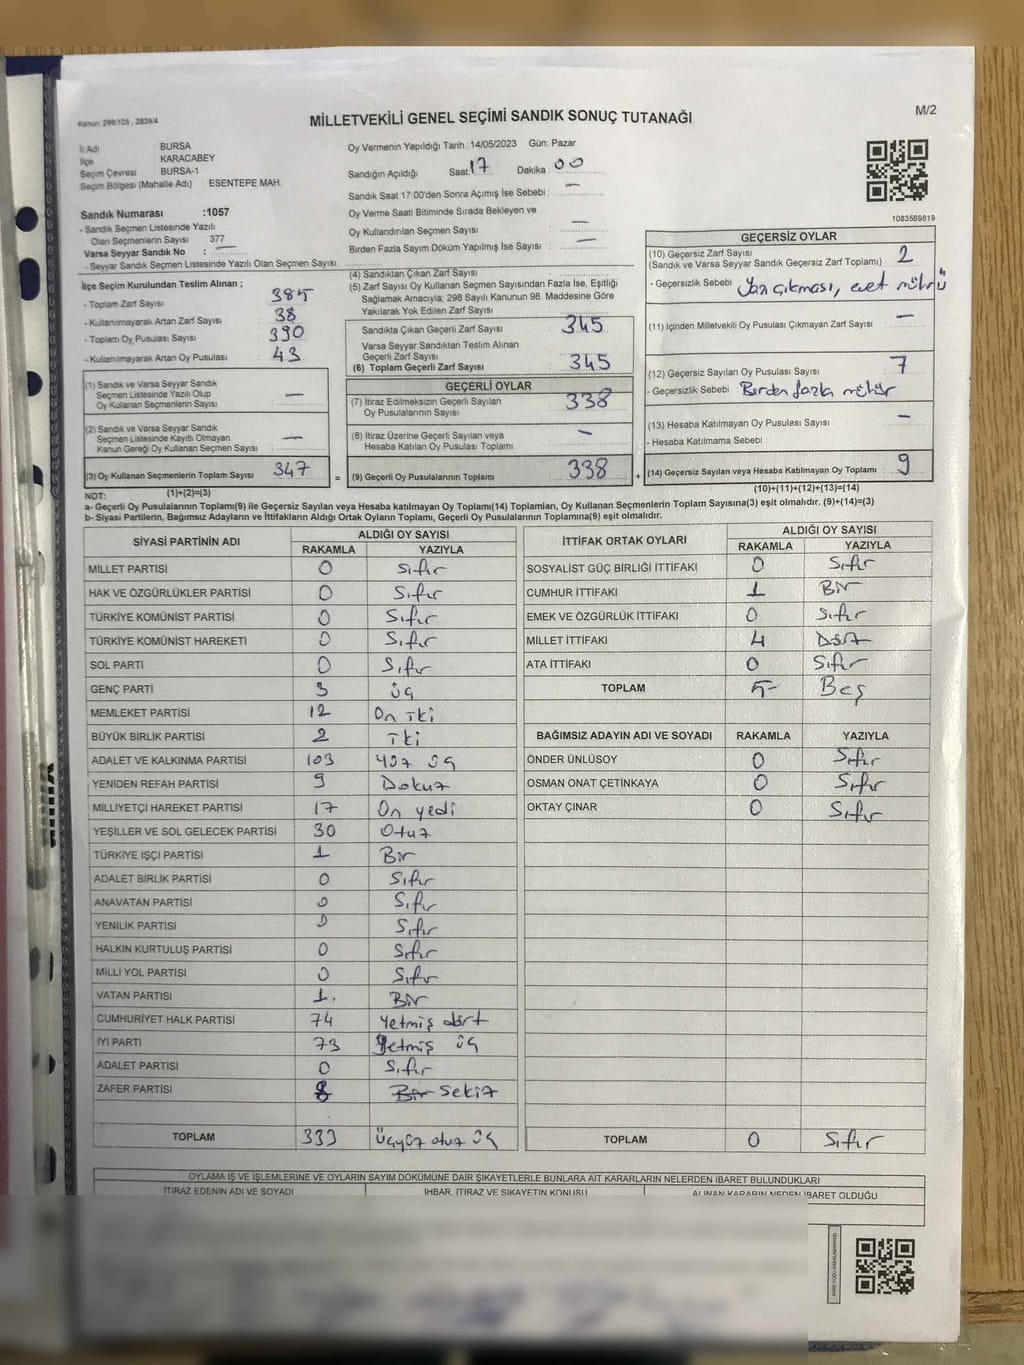 Kanun: 298/105 , 2839/4
MİLLETVEKİLİ GENEL SEÇİMİ SANDIK SONUÇ TUTANAĞI
M/2
İl Adı : BURSA
İlçe : KARACABEY
Seçim Çevresi : BURSA-1
Seçim Bölgesi (Mahalle Adı) : ESENTEPE MAH.
Sandık Numarası :1057
- Sandık Seçmen Listesinde Yazılı
Olan Seçmenlerin Sayısı : 377
Varsa Seyyar Sandık No : —
- Seyyar Sandık Seçmen Listesinde Yazılı Olan Seçmen Sayısı:
Oy Vermenin Yapıldığı Tarih : 14/05/2023 Gün: Pazar
Sandığın Açıldığı Saat: 17 Dakika : 00
Sandık Saat 17:00'den Sonra Açımış İse Sebebi : —
Oy Verme Saati Bitiminde Sırada Bekleyen ve
Oy Kullandırılan Seçmen Sayısı : —
Birden Fazla Sayım Döküm Yapılmış İse Sayısı : —
1083569819
İlçe Seçim Kurulundan Teslim Alınan ;
- Toplam Zarf Sayısı : 385
- Kullanılmayarak Artan Zarf Sayısı : 38
- Toplam Oy Pusulası Sayısı : 390
- Kullanılmayarak Artan Oy Pusulası : 43
(1) Sandık ve Varsa Seyyar Sandık
Seçmen Listesinde Yazılı Olup
Oy Kullanan Seçmenlerin Sayısı : —
(2) Sandık ve Varsa Seyyar Sandık
Seçmen Listesinde Kayıtlı Olmayan
Kanun Gereği Oy Kullanan Seçmen Sayısı : —
(3) Oy Kullanan Seçmenlerin Toplam Sayısı : 347 =
(1)+(2)=(3)
(4) Sandıktan Çıkan Zarf Sayısı :
(5) Zarf Sayısı Oy Kullanan Seçmen Sayısından Fazla İse, Eşitliği
Sağlamak Amacıyla; 298 Sayılı Kanunun 98. Maddesine Göre
Yakılarak Yok Edilen Zarf Sayısı :
Sandıkta Çıkan Geçerli Zarf Sayısı : 345
Varsa Seyyar Sandıktan Teslim Alınan
Geçerli Zarf Sayısı :
(6) Toplam Geçerli Zarf Sayısı : 345
GEÇERLİ OYLAR
(7) İtiraz Edilmeksizin Geçerli Sayılan
Oy Pusulalarının Sayısı : 338
(8) İtiraz Üzerine Geçerli Sayılan veya
Hesaba Katılan Oy Pusulası Toplamı : —
(9) Geçerli Oy Pusulalarının Toplamı : 338 +
GEÇERSİZ OYLAR
(10) Geçersiz Zarf Sayısı
(Sandık ve Varsa Seyyar Sandık Geçersiz Zarf Toplamı) : 2
- Geçersizlik Sebebi : Yazı çıkması, evet mührü
(11) İçinden Milletvekili Oy Pusulası Çıkmayan Zarf Sayısı : —
(12) Geçersiz Sayılan Oy Pusulası Sayısı : 7
- Geçersizlik Sebebi : Birden fazla mühür
(13) Hesaba Katılmayan Oy Pusulası Sayısı : —
- Hesaba Katılmama Sebebi :
(14) Geçersiz Sayılan veya Hesaba Katılmayan Oy Toplamı : 9
(10)+(11)+(12)+(13)=(14)
NOT:
a- Geçerli Oy Pusulalarının Toplamı(9) ile Geçersiz Sayılan veya Hesaba katılmayan Oy Toplamı(14) Toplamları, Oy Kullanan Seçmenlerin Toplam Sayısına(3) eşit olmalıdır. (9)+(14)=(3)
b- Siyasi Partilerin, Bağımsız Adayların ve İttifakların Aldığı Ortak Oyların Toplamı, Geçerli Oy Pusulalarının Toplamına(9) eşit olmalıdır.
SİYASİ PARTİNİN ADI ALDIĞI OY SAYISI
RAKAMLA YAZIYLA
MİLLET PARTİSİ 0 Sıfır
HAK VE ÖZGÜRLÜKLER PARTİSİ 0 Sıfır
TÜRKİYE KOMÜNİST PARTİSİ 0 Sıfır
TÜRKİYE KOMÜNİST HAREKETİ 0 Sıfır
SOL PARTİ 0 Sıfır
GENÇ PARTİ 3 üç
MEMLEKET PARTİSİ 12 On iki
BÜYÜK BİRLİK PARTİSİ 2 İki
ADALET VE KALKINMA PARTİSİ 103 Yüz üç
YENİDEN REFAH PARTİSİ 9 Dokuz
MİLLİYETÇİ HAREKET PARTİSİ 17 On yedi
YEŞİLLER VE SOL GELECEK PARTİSİ 30 Otuz
TÜRKİYE İŞÇİ PARTİSİ 1 Bir
ADALET BİRLİK PARTİSİ 0 Sıfır
ANAVATAN PARTİSİ 0 Sıfır
YENİLİK PARTİSİ 0 Sıfır
HALKIN KURTULUŞ PARTİSİ 0 Sıfır
MİLLİ YOL PARTİSİ 0 Sıfır
VATAN PARTİSİ 1. Bir
CUMHURİYET HALK PARTİSİ 74 Yetmiş dört
İYİ PARTİ 73 Yetmiş üç
ADALET PARTİSİ 0 Sıfır
ZAFER PARTİSİ 8 Bir Sekiz
TOPLAM 333 Üçyüz otuz üç
İTTİFAK ORTAK OYLARI ALDIĞI OY SAYISI
RAKAMLA YAZIYLA
SOSYALİST GÜÇ BİRLİĞİ İTTİFAKI 0 Sıfır
CUMHUR İTTİFAKI 1 Bir
EMEK VE ÖZGÜRLÜK İTTİFAKI 0 Sıfır
MİLLET İTTİFAKI 4 Dört
ATA İTTİFAKI 0 Sıfır
TOPLAM 5 Beş
BAĞIMSIZ ADAYIN ADI VE SOYADI RAKAMLA YAZIYLA
ÖNDER ÜNLÜSOY 0 Sıfır
OSMAN ONAT ÇETİNKAYA 0 Sıfır
OKTAY ÇINAR 0 Sıfır
TOPLAM 0 Sıfır
OYLAMA İŞ VE İŞLEMLERİNE VE OYLARIN SAYIM DÖKÜMÜNE DAİR ŞİKAYETLERLE BUNLARA AİT KARARLARIN NELERDEN İBARET BULUNDUKLARI
İTİRAZ EDENİN ADI VE SOYADI İHBAR, İTİRAZ VE ŞİKAYETİN KONUSU ALINAN KARARIN NEDEN İBARET OLDUĞU